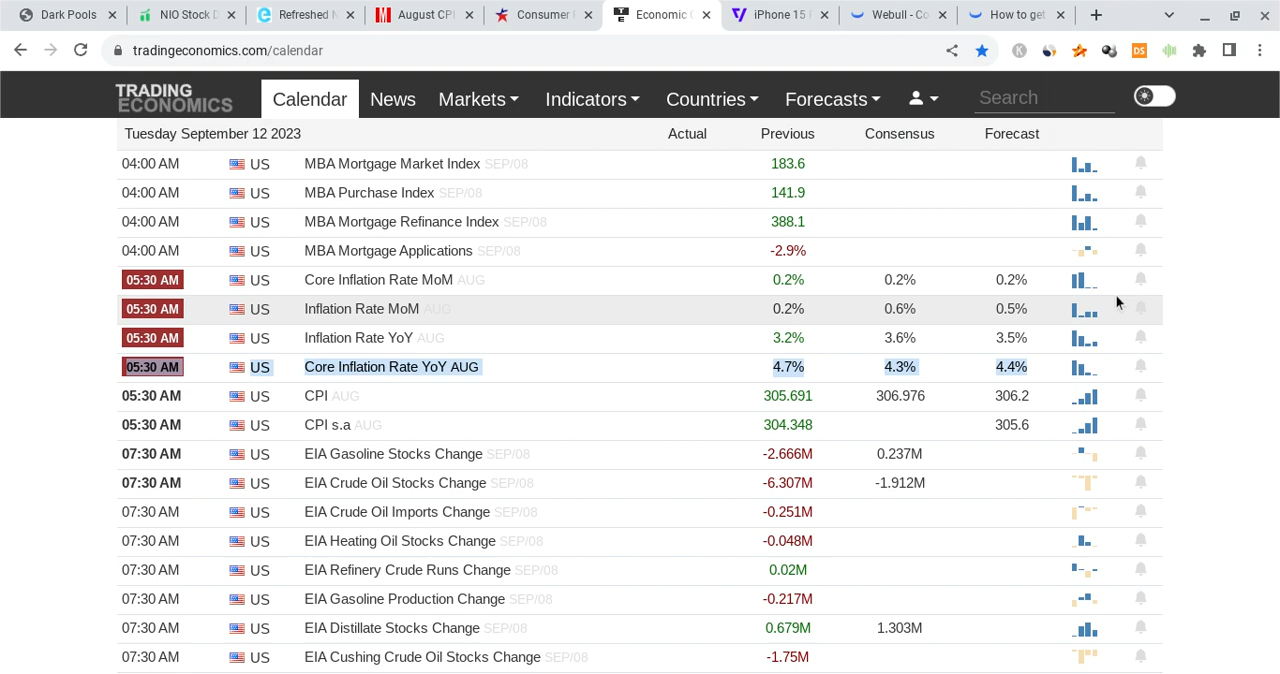 Dark Pools
NIO Stock D
Refreshed N
August CPI
Consumer
Economic C
iPhone 15
Webull - Co
How to get
tradingeconomics.com/calendar
TRADING
ECONOMICS
Calendar News Markets Indicators Countries Forecasts Search
Tuesday September 12 2023 Actual Previous Consensus Forecast
04:00 AM US MBA Mortgage Market Index SEP/08 183.6
04:00 AM US MBA Purchase Index SEP/08 141.9
04:00 AM US MBA Mortgage Refinance Index SEP/08 388.1
04:00 AM US MBA Mortgage Applications SEP/08 -2.9%
05:30 AM US Core Inflation Rate MoM AUG 0.2% 0.2% 0.2%
05:30 AM US Inflation Rate MoM AUG 0.2% 0.6% 0.5%
05:30 AM US Inflation Rate YoY AUG 3.2% 3.6% 3.5%
05:30 AM US Core Inflation Rate YoY AUG 4.7% 4.3% 4.4%
05:30 AM US CPI AUG 305.691 306.976 306.2
05:30 AM US CPI s.a AUG 304.348 305.6
07:30 AM US EIA Gasoline Stocks Change SEP/08 -2.666M 0.237M
07:30 AM US EIA Crude Oil Stocks Change SEP/08 -6.307M -1.912M
07:30 AM US EIA Crude Oil Imports Change SEP/08 -0.251M
07:30 AM US EIA Heating Oil Stocks Change SEP/08 -0.048M
07:30 AM US EIA Refinery Crude Runs Change SEP/08 0.02M
07:30 AM US EIA Gasoline Production Change SEP/08 -0.217M
07:30 AM US EIA Distillate Stocks Change SEP/08 0.679M 1.303M
07:30 AM US EIA Cushing Crude Oil Stocks Change SEP/08 -1.75M